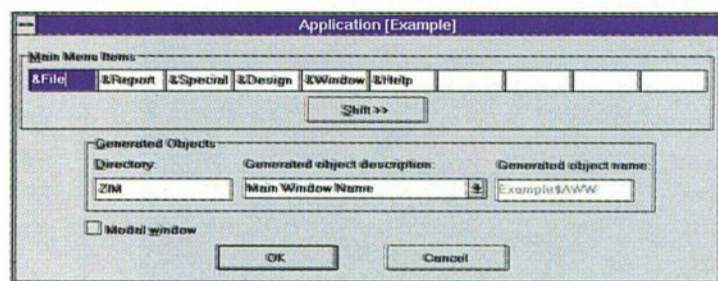 Application [Example]
Main Menu Items
&File &Report &Special &Design &Window &Help
Shift >>
Generated Objects
Directory: Generated object description: Generated object name:
ZIM Main Window Name Example$AWW
Modal window
OK Cancel